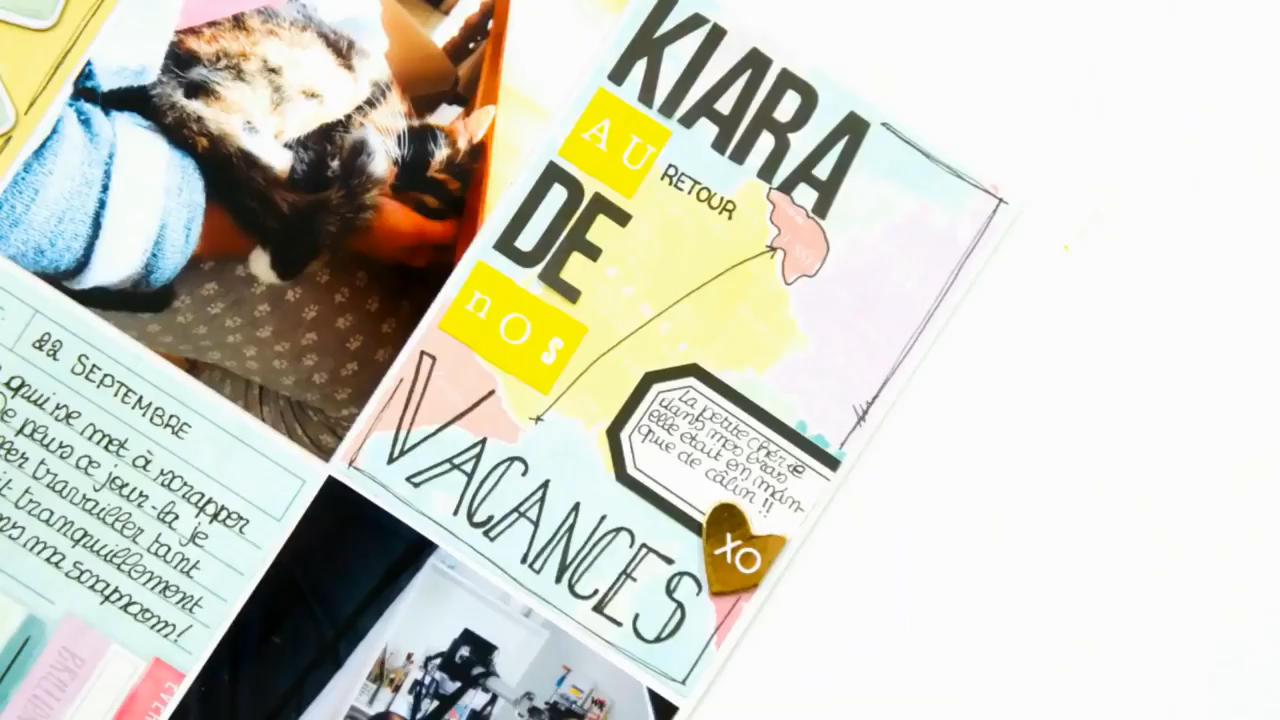 KIARA
AU
RETOUR
DE
nOS
VACANCES
La petite chérie
dans mes bras
elle était en man-
que de câlin !!
XO
22 SEPTEMBRE
qui se met à scrapper
De plus ce jour-là je
travailler tant
tranquillement
ma scraproom!